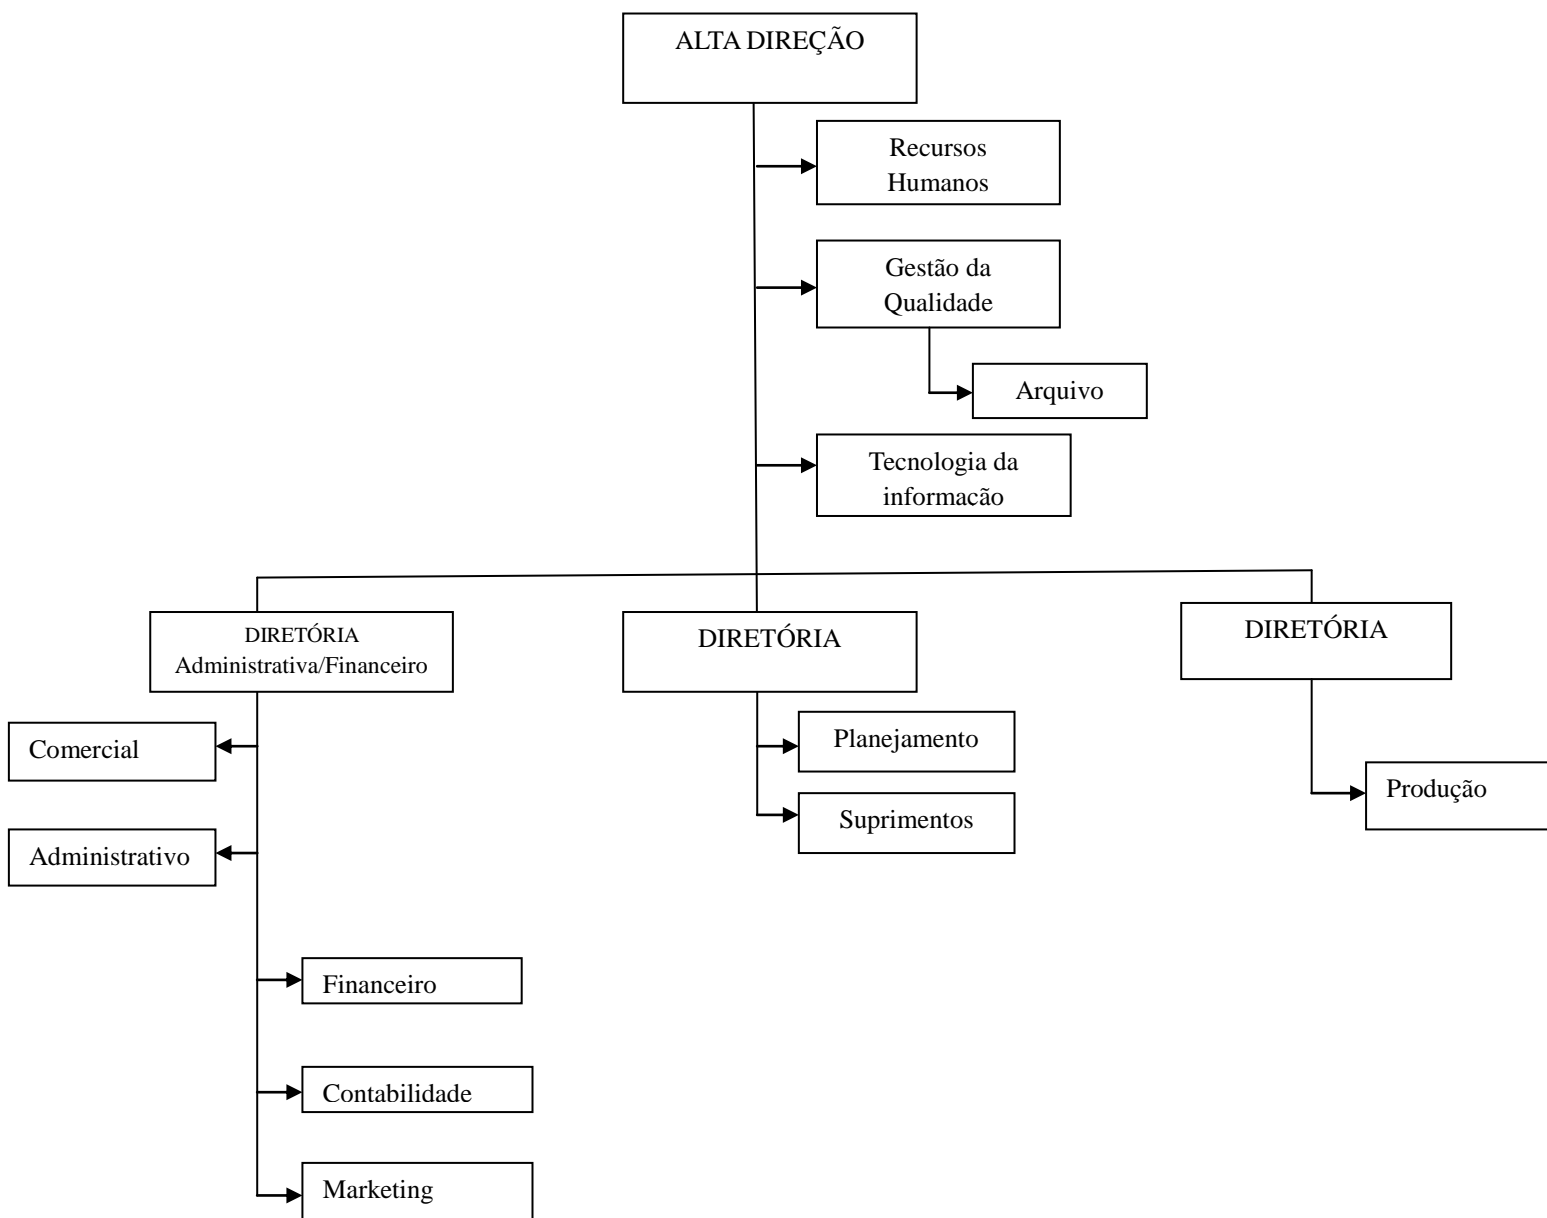 ALTA DIREÇÃO
Recursos
Humanos
Gestão da
Qualidade
Arquivo
Tecnologia da
informação
DIRETÓRIA
Administrativa/Financeiro
DIRETÓRIA
DIRETÓRIA
Comercial
Planejamento
Produção
Suprimentos
Administrativo
Financeiro
Contabilidade
Marketing